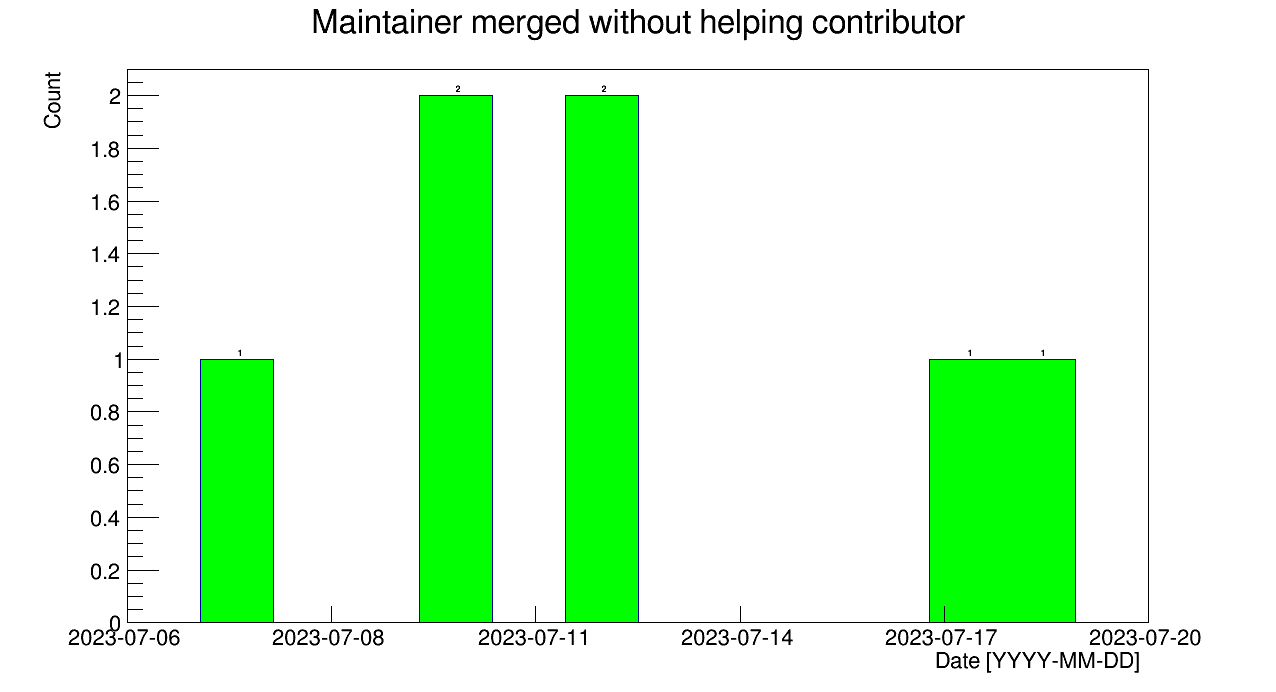 Maintainer merged without helping contributor
Count
2
1.8
1.6
1.4
1.2
1
0.8
0.6
0.4
0.2
0
2 2
1 1 1
2023-07-06 2023-07-08 2023-07-11 2023-07-14 2023-07-17 2023-07-20
Date [YYYY-MM-DD]